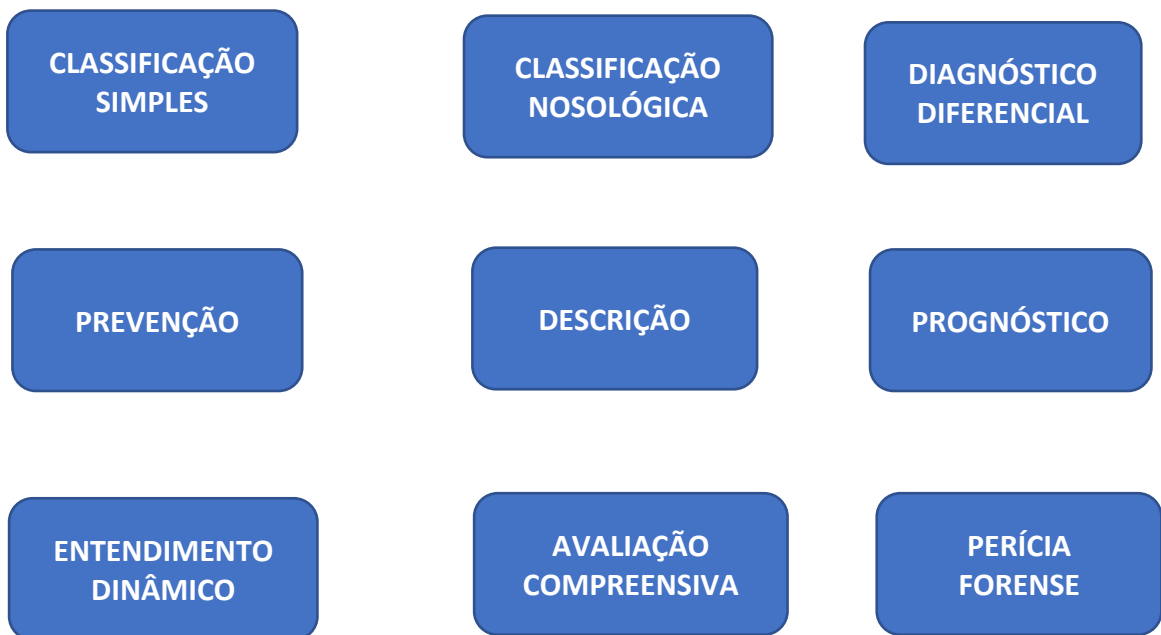 CLASSIFICAÇÃO
SIMPLES
CLASSIFICAÇÃO
NOSOLÓGICA
DIAGNÓSTICO
DIFERENCIAL
PREVENÇÃO
DESCRIÇÃO
PROGNÓSTICO
ENTENDIMENTO
DINÂMICO
AVALIAÇÃO
COMPREENSIVA
PERÍCIA
FORENSE